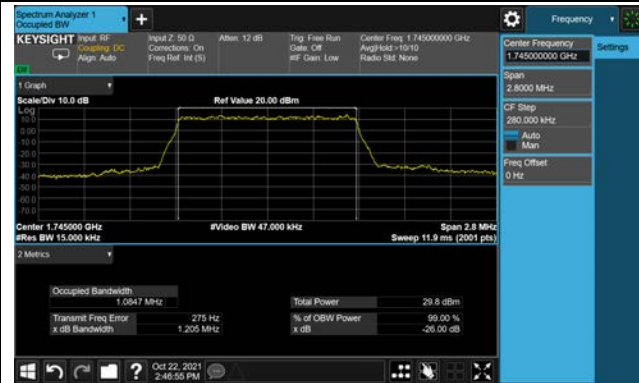 Spectrum Analyzer 1
Occupied BW
+
Frequency
KEYSIGHT
Input: RF
Coupling: DC
Align: Auto
Input Z: 50 Ω
Corrections: On
Freq Ref: Int (S)
Atten: 12 dB
Trig: Free Run
Gate: Off
#IF Gain: Low
Center Freq: 1.745000000 GHz
Avg|Hold:>10/10
Radio Std: None
1 Graph
Scale/Div 10.0 dB
Ref Value 20.00 dBm
Log
10.0
0.00
-10.0
-20.0
-30.0
-40.0
-50.0
-60.0
-70.0
Center 1.745000 GHz
#Video BW 47.000 kHz
Span 2.8 MHz
#Res BW 15.000 kHz
Sweep 11.9 ms (2001 pts)
2 Metrics
Occupied Bandwidth
1.0847 MHz
Total Power 29.8 dBm
Transmit Freq Error 275 Hz
% of OBW Power 99.00 %
x dB Bandwidth 1.205 MHz
x dB -26.00 dB
Center Frequency
1.745000000 GHz
Settings
Span
2.8000 MHz
CF Step
280.000 kHz
Auto
Man
Freq Offset
0 Hz
?
Oct 22, 2021
2:46:55 PM